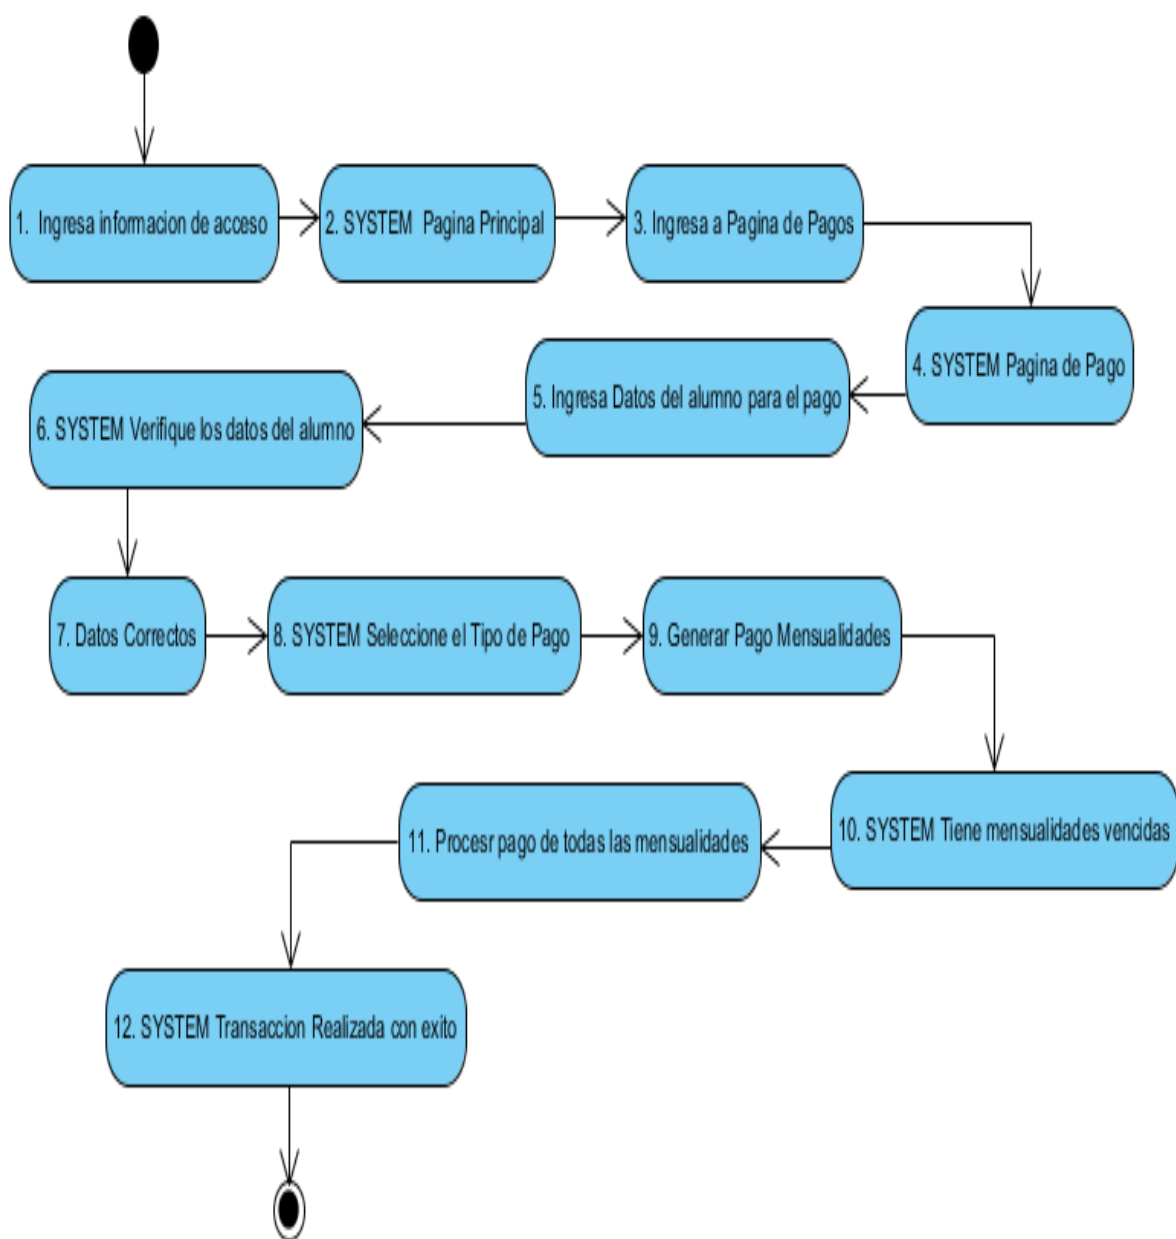 1. Ingresa informacion de acceso
2. SYSTEM Pagina Principal
3. Ingresa a Pagina de Pagos
4. SYSTEM Pagina de Pago
5. Ingresa Datos del alumno para el pago
6. SYSTEM Verifique los datos del alumno
7. Datos Correctos
8. SYSTEM Seleccione el Tipo de Pago
9. Generar Pago Mensualidades
10. SYSTEM Tiene mensualidades vencidas
11. Procesr pago de todas las mensualidades
12. SYSTEM Transaccion Realizada con exito